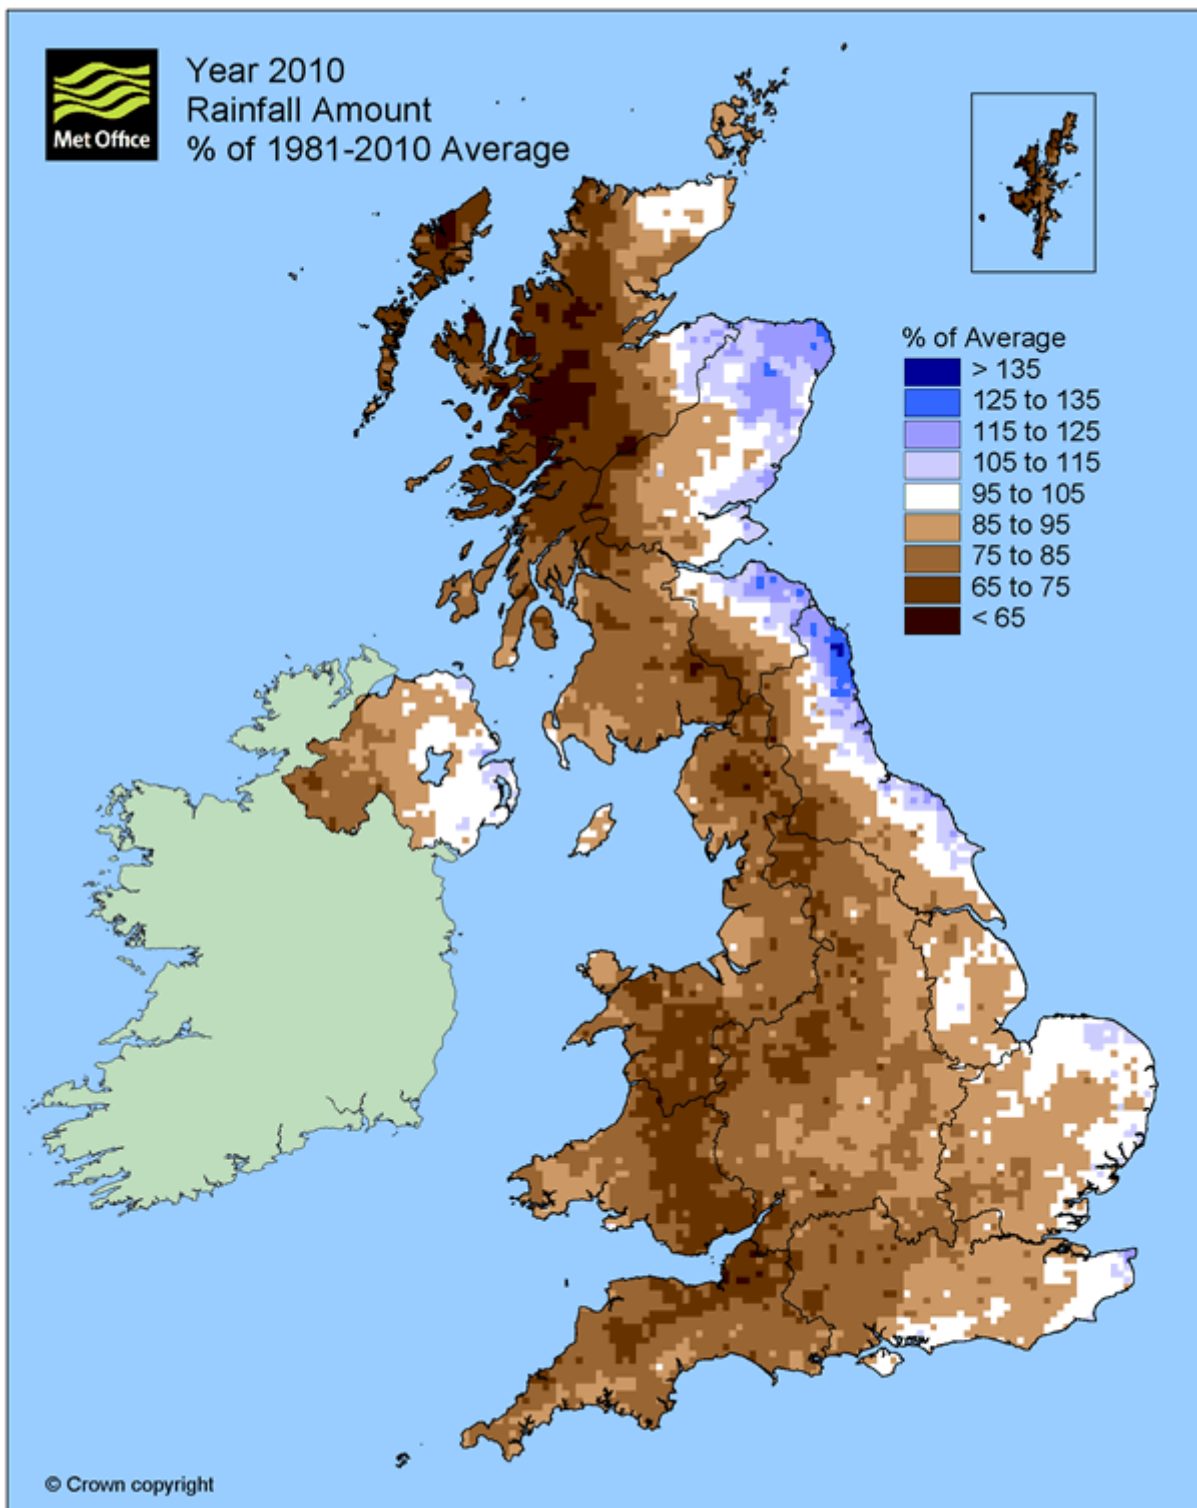 Met Office
Year 2010
Rainfall Amount
% of 1981-2010 Average
% of Average
> 135
125 to 135
115 to 125
105 to 115
95 to 105
85 to 95
75 to 85
65 to 75
< 65
© Crown copyright